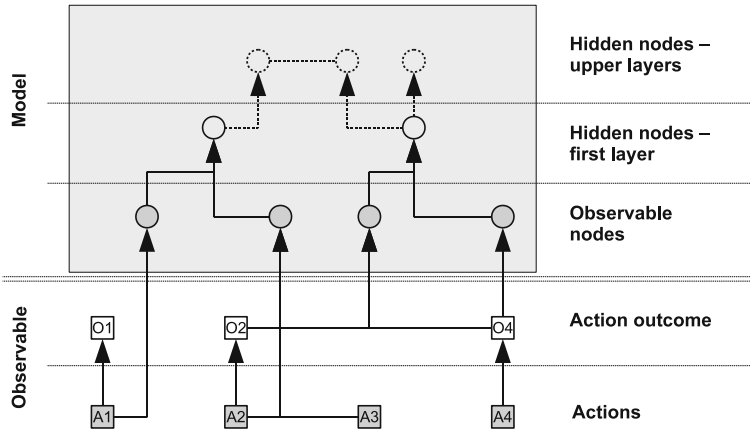 Model
Hidden nodes –
upper layers
Hidden nodes –
first layer
Observable
nodes
Observable
O1
O2
O4
Action outcome
A1
A2
A3
A4
Actions